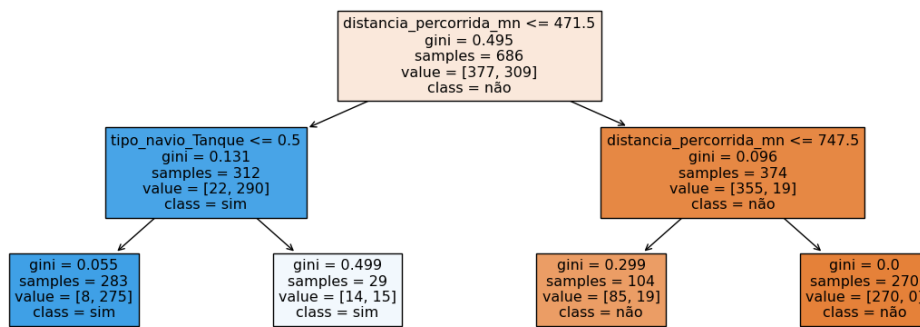 distancia_percorrida_mn <= 471.5
gini = 0.495
samples = 686
value = [377, 309]
class = não
tipo_navio_Tanque <= 0.5
gini = 0.131
samples = 312
value = [22, 290]
class = sim
distancia_percorrida_mn <= 747.5
gini = 0.096
samples = 374
value = [355, 19]
class = não
gini = 0.055
samples = 283
value = [8, 275]
class = sim
gini = 0.499
samples = 29
value = [14, 15]
class = sim
gini = 0.299
samples = 104
value = [85, 19]
class = não
gini = 0.0
samples = 270
value = [270, 0]
class = não